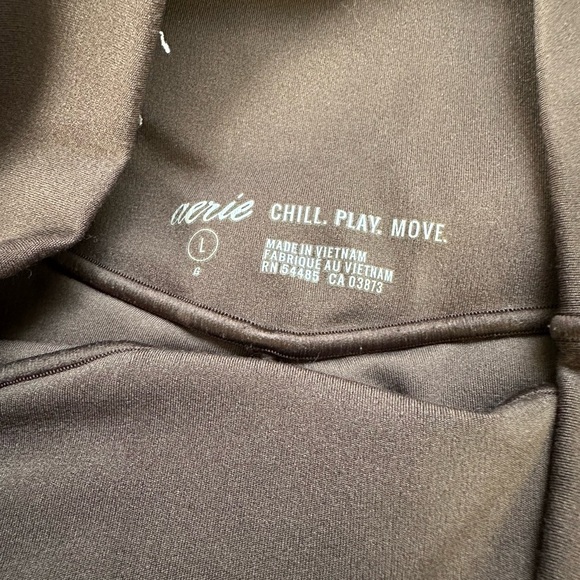 aerie CHILL. PLAY. MOVE.
L
G
MADE IN VIETNAM
FABRIQUE AU VIETNAM
RN 54485 CA 03873